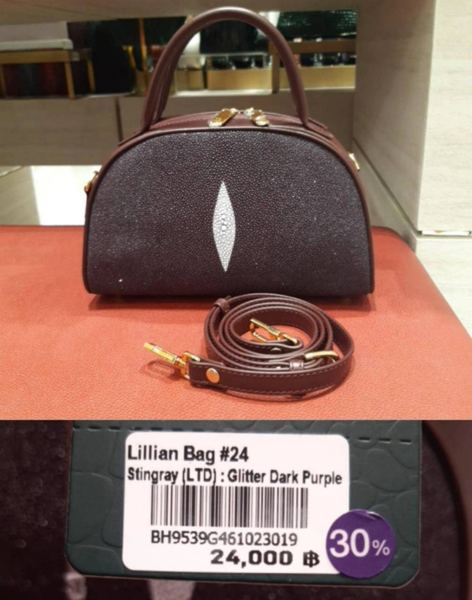 Lillian Bag #24
Stingray (LTD) : Glitter Dark Purple
BH9539G461023019
24,000 ฿
30%